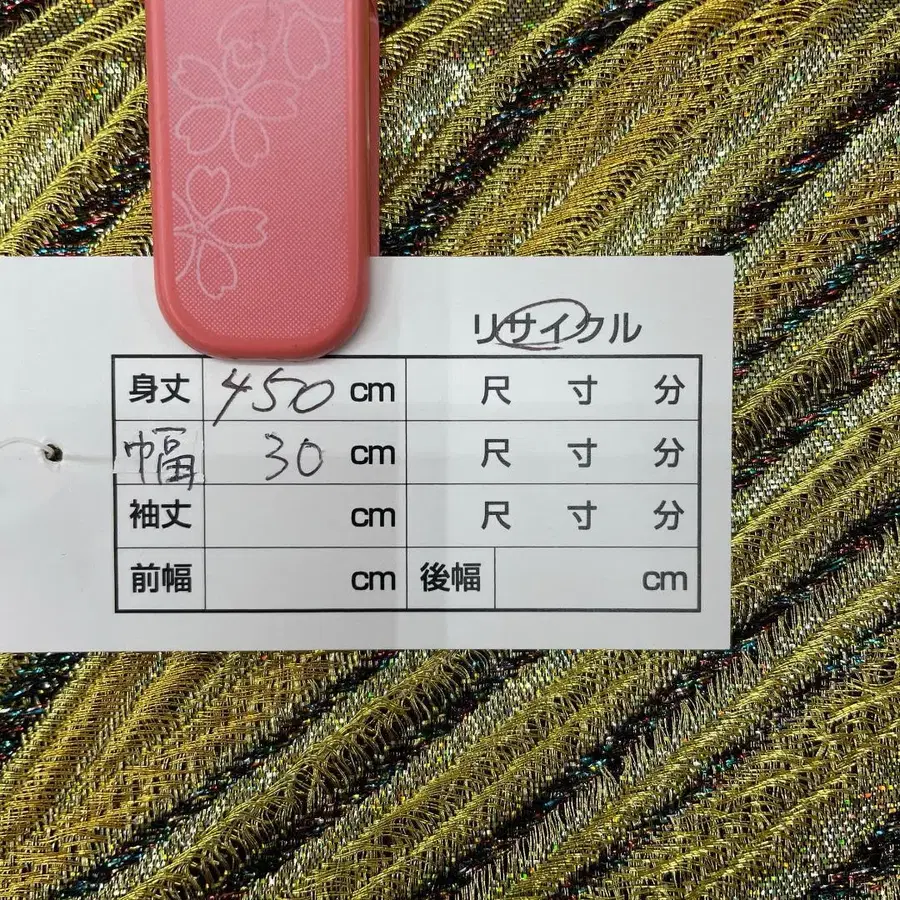 リサイクル
身丈 450 cm 尺 寸 分
幅 30 cm 尺 寸 分
袖丈 cm 尺 寸 分
前幅 cm 後幅 cm